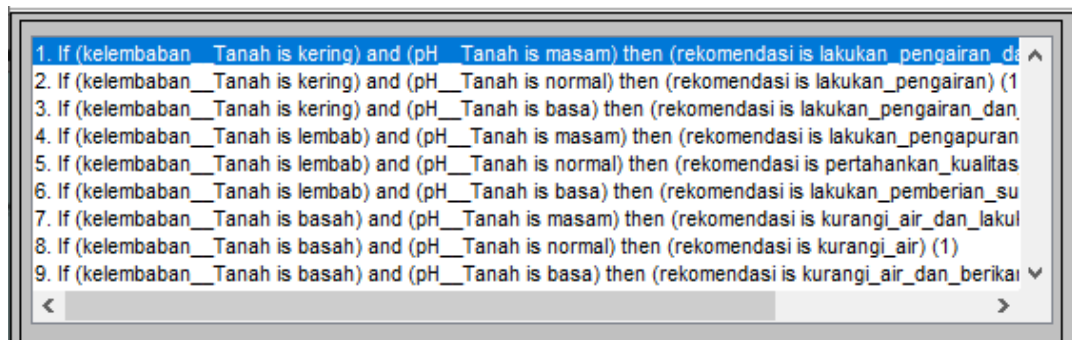 1. If (kelembaban__Tanah is kering) and (pH__Tanah is masam) then (rekomendasi is lakukan_pengairan_da
2. If (kelembaban__Tanah is kering) and (pH__Tanah is normal) then (rekomendasi is lakukan_pengairan) (1
3. If (kelembaban__Tanah is kering) and (pH__Tanah is basa) then (rekomendasi is lakukan_pengairan_dan_
4. If (kelembaban__Tanah is lembab) and (pH__Tanah is masam) then (rekomendasi is lakukan_pengapuran
5. If (kelembaban__Tanah is lembab) and (pH__Tanah is normal) then (rekomendasi is pertahankan_kualitas
6. If (kelembaban__Tanah is lembab) and (pH__Tanah is basa) then (rekomendasi is lakukan_pemberian_su
7. If (kelembaban__Tanah is basah) and (pH__Tanah is masam) then (rekomendasi is kurangi_air_dan_lakuk
8. If (kelembaban__Tanah is basah) and (pH__Tanah is normal) then (rekomendasi is kurangi_air) (1)
9. If (kelembaban__Tanah is basah) and (pH__Tanah is basa) then (rekomendasi is kurangi_air_dan_berikan